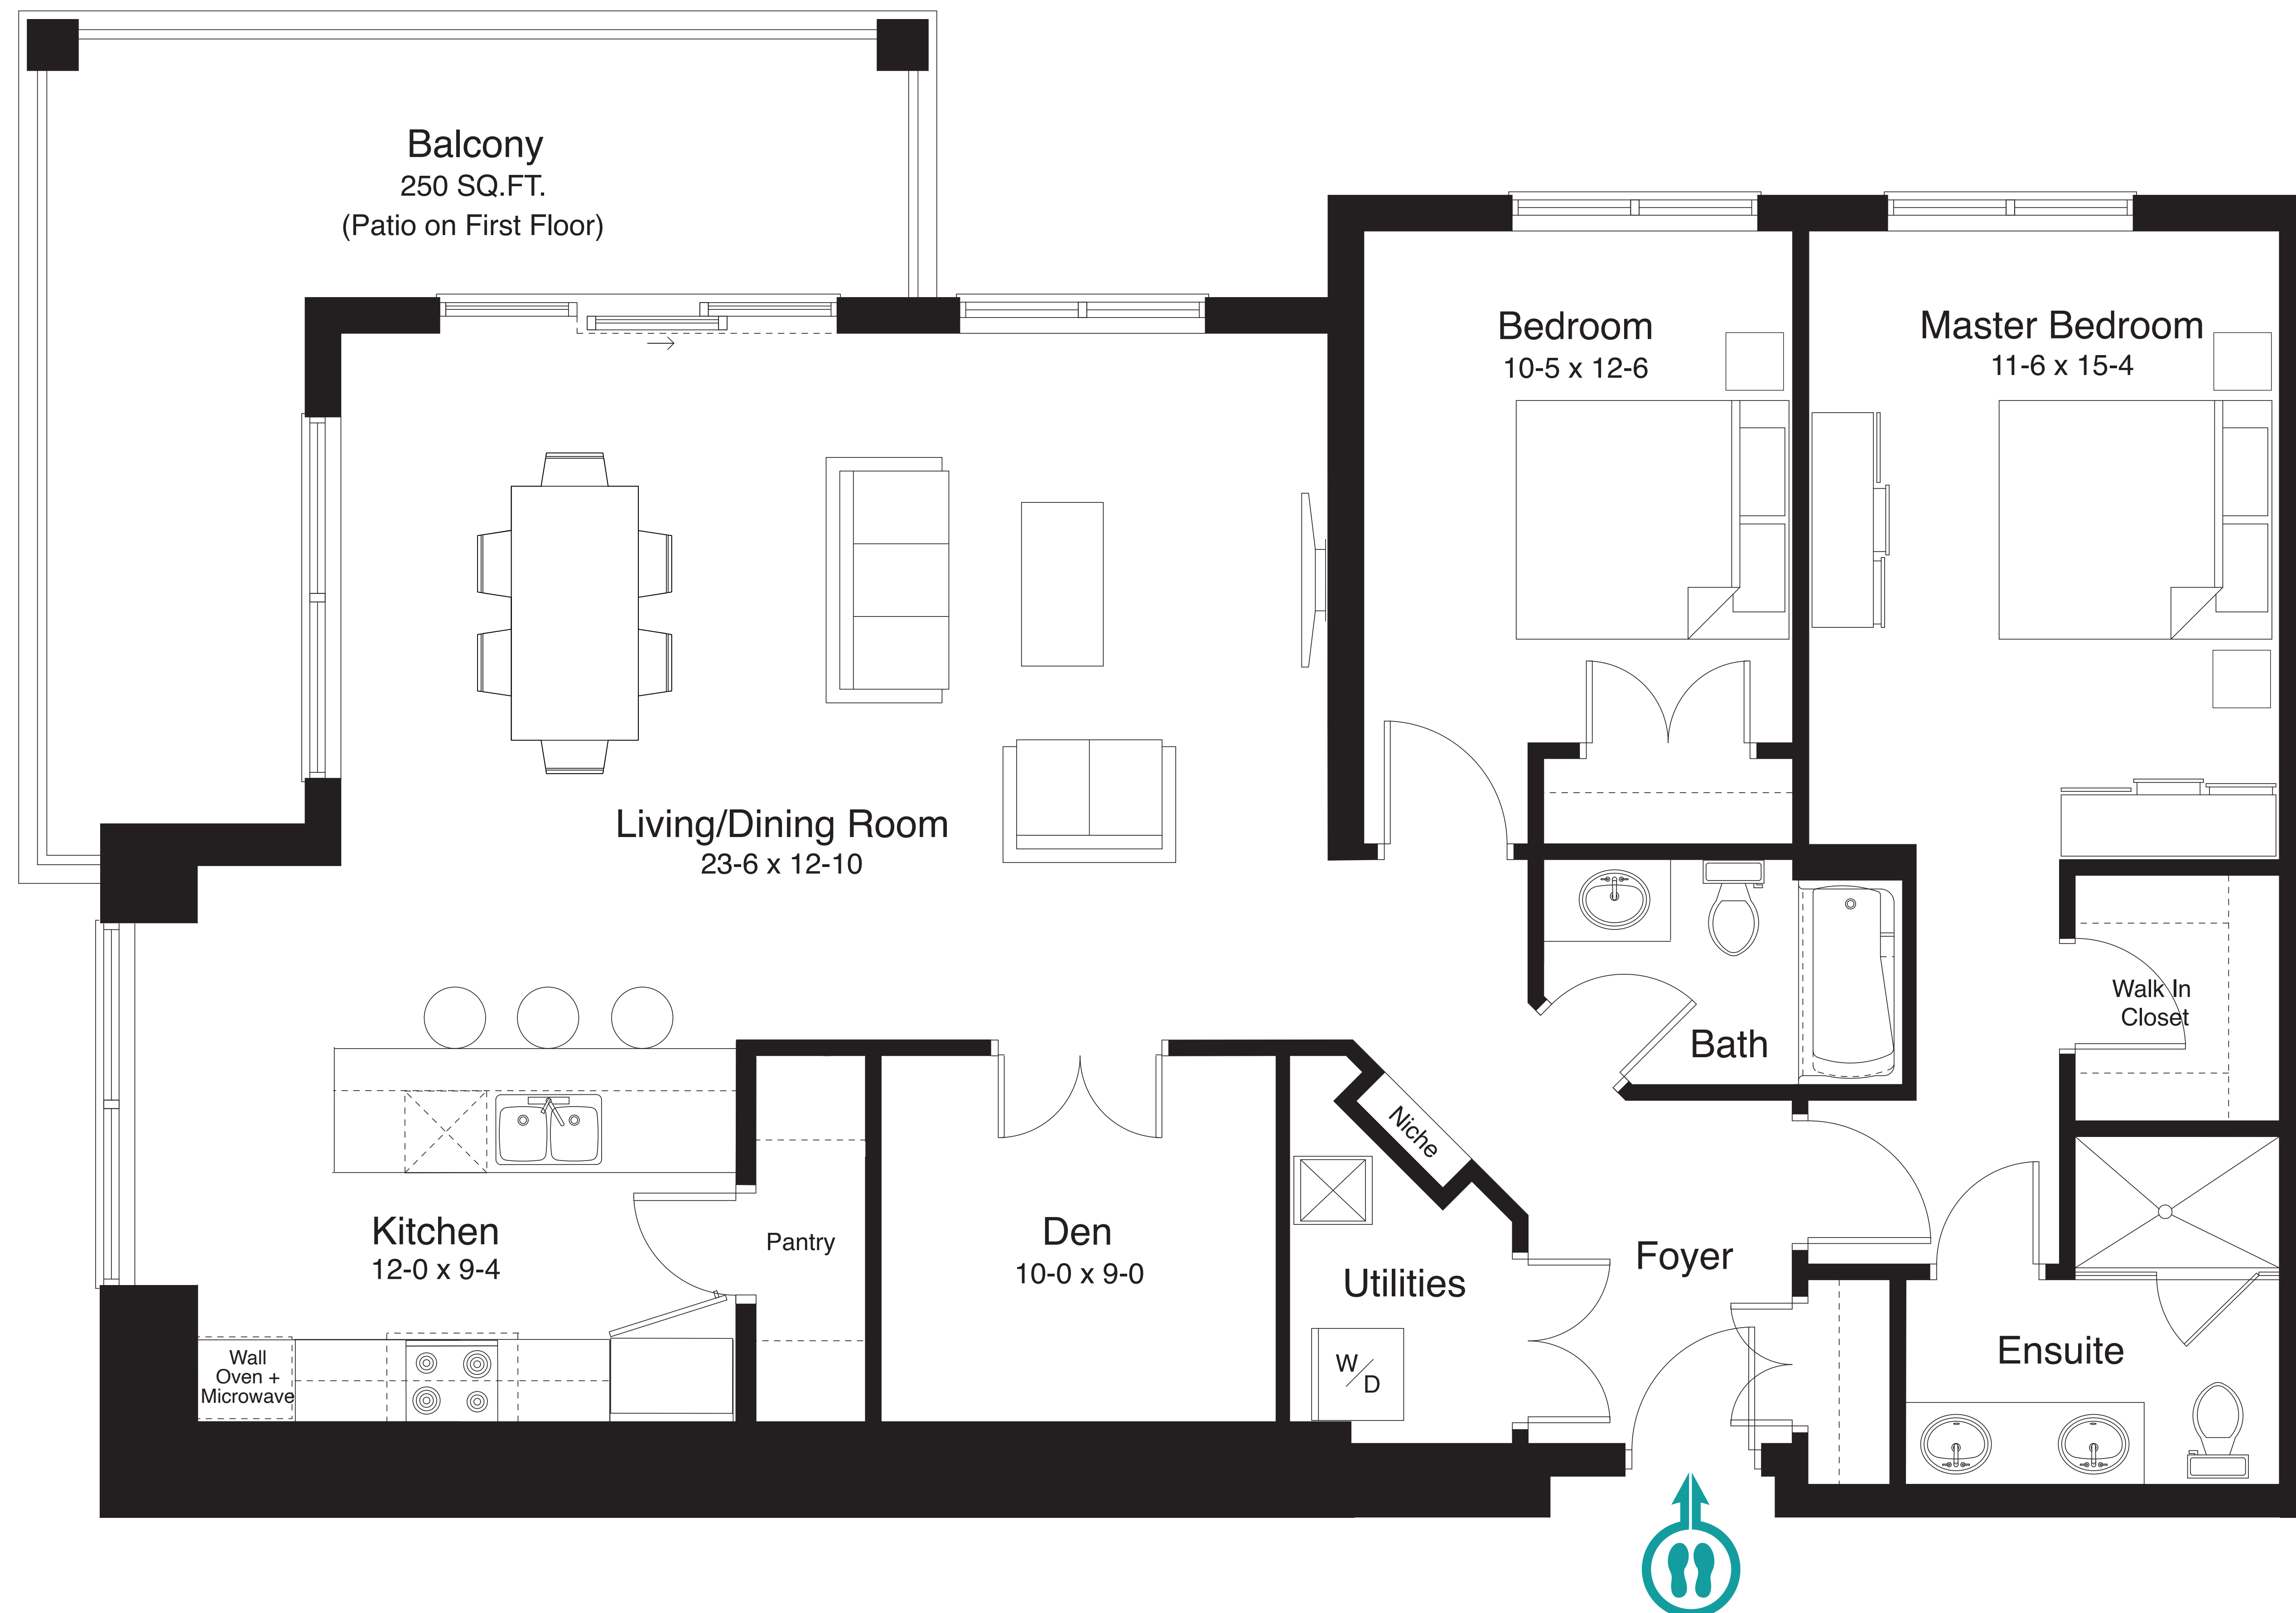 Balcony
250 SQ.FT.
(Patio on First Floor)
Bedroom
10-5 x 12-6
Master Bedroom
11-6 x 15-4
Living/Dining Room
23-6 x 12-10
Walk In
Closet
Bath
Niche
Kitchen
12-0 x 9-4
Pantry
Den
10-0 x 9-0
Utilities
Foyer
Ensuite
Wall
Oven +
Microwave
W/D